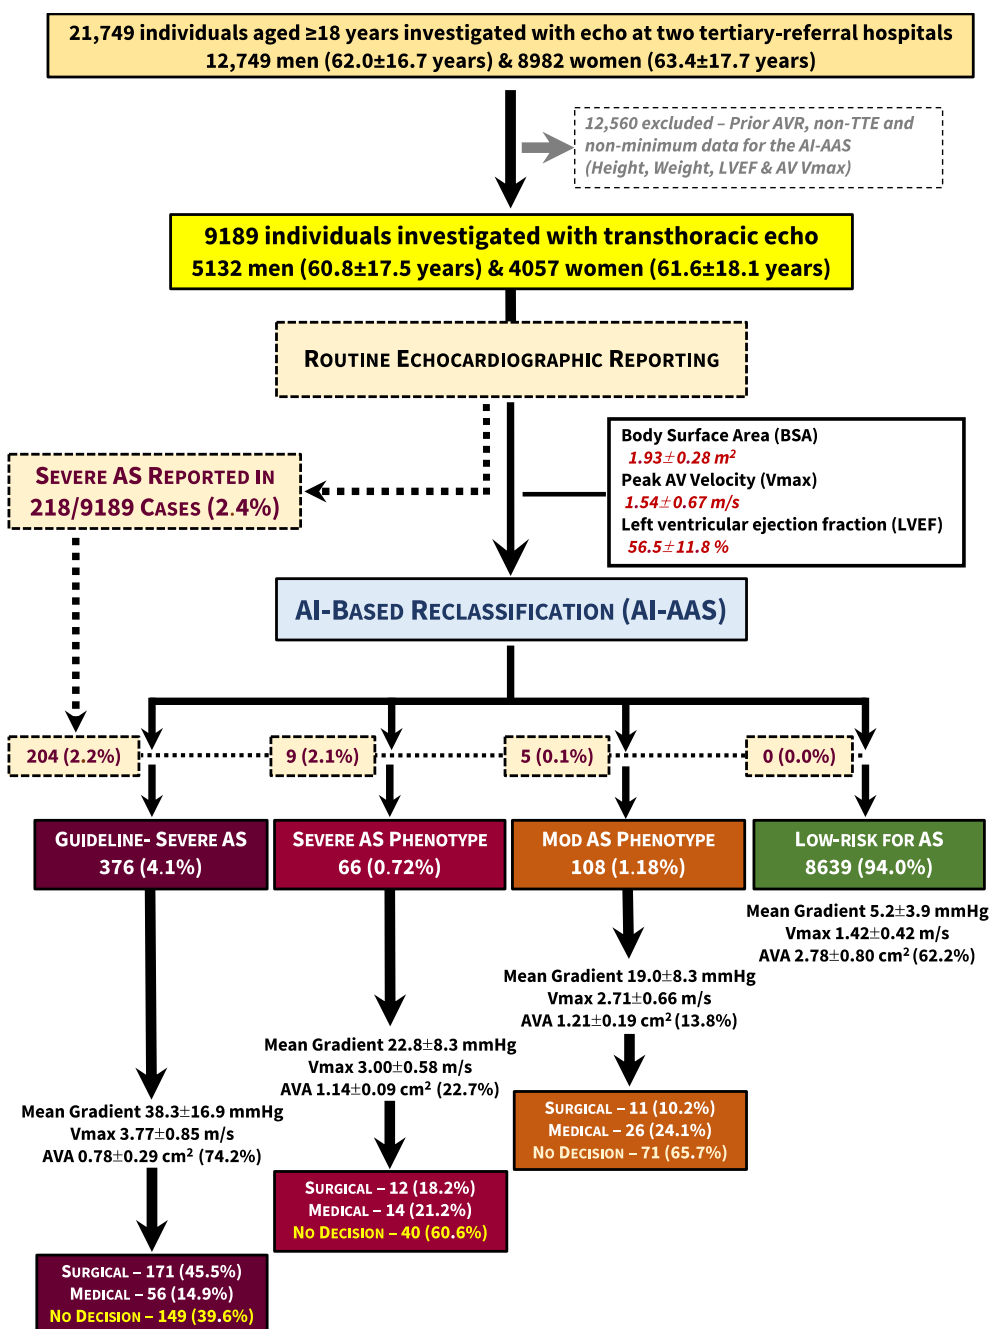 21,749 individuals aged ≥18 years investigated with echo at two tertiary-referral hospitals
12,749 men (62.0±16.7 years) & 8982 women (63.4±17.7 years)
12,560 excluded – Prior AVR, non-TTE and
non-minimum data for the AI-AAS
(Height, Weight, LVEF & AV Vmax)
9189 individuals investigated with transthoracic echo
5132 men (60.8±17.5 years) & 4057 women (61.6±18.1 years)
ROUTINE ECHOCARDIOGRAPHIC REPORTING
Body Surface Area (BSA)
1.93±0.28 m²
Peak AV Velocity (Vmax)
1.54±0.67 m/s
Left ventricular ejection fraction (LVEF)
56.5±11.8 %
SEVERE AS REPORTED IN
218/9189 CASES (2.4%)
AI-BASED RECLASSIFICATION (AI-AAS)
204 (2.2%)
9 (2.1%)
5 (0.1%)
0 (0.0%)
GUIDELINE- SEVERE AS
376 (4.1%)
SEVERE AS PHENOTYPE
66 (0.72%)
MOD AS PHENOTYPE
108 (1.18%)
LOW-RISK FOR AS
8639 (94.0%)
Mean Gradient 5.2±3.9 mmHg
Vmax 1.42±0.42 m/s
AVA 2.78±0.80 cm² (62.2%)
Mean Gradient 19.0±8.3 mmHg
Vmax 2.71±0.66 m/s
AVA 1.21±0.19 cm² (13.8%)
Mean Gradient 22.8±8.3 mmHg
Vmax 3.00±0.58 m/s
AVA 1.14±0.09 cm² (22.7%)
Mean Gradient 38.3±16.9 mmHg
Vmax 3.77±0.85 m/s
AVA 0.78±0.29 cm² (74.2%)
SURGICAL – 11 (10.2%)
MEDICAL – 26 (24.1%)
NO DECISION – 71 (65.7%)
SURGICAL – 12 (18.2%)
MEDICAL – 14 (21.2%)
NO DECISION – 40 (60.6%)
SURGICAL – 171 (45.5%)
MEDICAL – 56 (14.9%)
NO DECISION – 149 (39.6%)